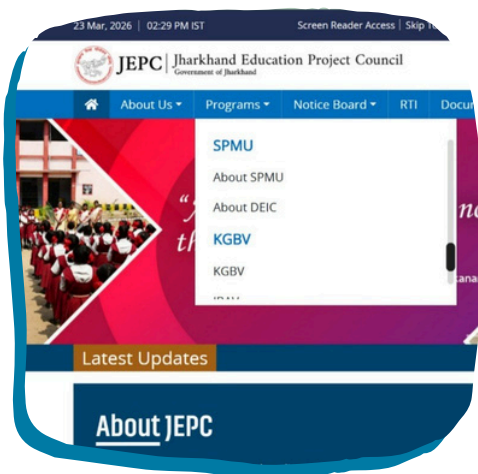 23 Mar, 2026 | 02:29 PM IST Screen Reader Access | Skip
JEPC | Jharkhand Education Project Council
Government of Jharkhand
About Us Programs Notice Board RTI
SPMU
About SPMU
About DEIC
KGBV
KGBV
Latest Updates
About JEPC